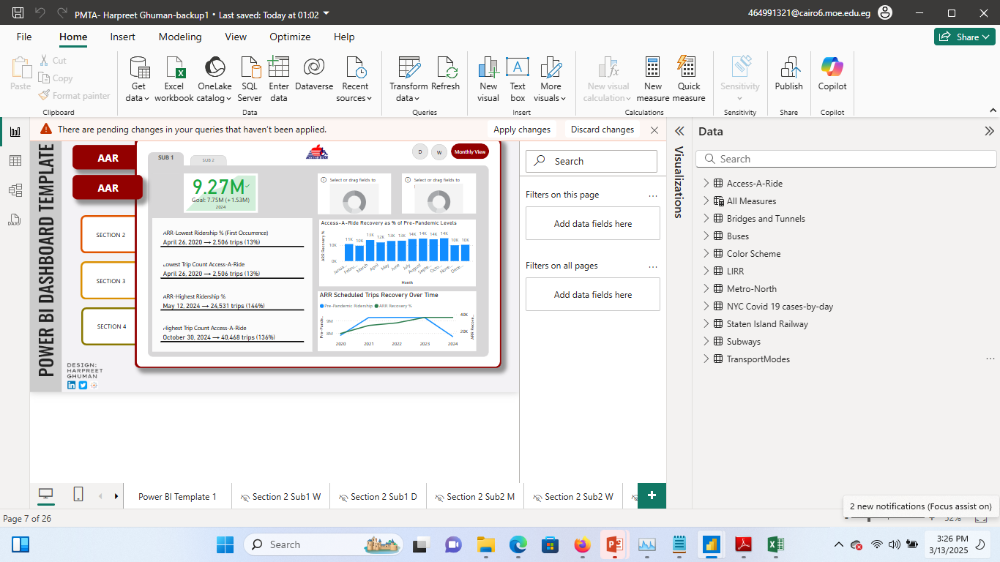 PMTA- Harpreet Ghuman-backup1 • Last saved: Today at 01:02
464991321@cairo6.moe.edu.eg
File Home Insert Modeling View Optimize Help
Share
Paste
Cut
Copy
Format painter
Clipboard
Get data
Excel workbook
OneLake catalog
SQL Server
Enter data
Dataverse
Recent sources
Data
Transform data
Refresh
Queries
New visual
Text box
More visuals
Insert
New visual calculation
New measure
Quick measure
Calculations
Sensitivity
Sensitivity
Publish
Share
Copilot
Copilot
There are pending changes in your queries that haven't been applied.
Apply changes
Discard changes
DAX
POWER BI DASHBOARD TEMPLATE
AAR
AAR
SECTION 2
SECTION 3
SECTION 4
DESIGN:
HARPREET
GHUMAN
SUB 1
SUB 2
ACCESS-A-RIDE
D
W
Monthly View
9.27M
Goal: 7.75M (+1.53M)
2024
Select or drag fields to
Select or drag fields to
ARR-Lowest Ridership % (First Occurrence)
April 26, 2020 → 2,506 trips (13%)
Lowest Trip Count Access-A-Ride
April 26, 2020 → 2,506 trips (13%)
ARR-Highest Ridership %
May 12, 2024 → 24,531 trips (144%)
Highest Trip Count Access-A-Ride
October 30, 2024 → 40,468 trips (136%)
Access-A-Ride Recovery as % of Pre-Pandemic Levels
ARR Recovery %
10K
0K
11K 10K 13K 12K 13K 13K 14K 14K 14K 14K 10K 10K
Janua... Febru... March April May June July August Septe... Octo... Nove... Dece...
Month
ARR Scheduled Trips Recovery Over Time
Pre-Pandemic Ridership ARR Recovery %
Pre-Pande...
9M
8M
40K
20K
ARR Recove...
2020 2021 2022 2023 2024
Search
Filters on this page
...
Add data fields here
Filters on all pages
...
Add data fields here
Visualizations
Data
Search
Access-A-Ride
All Measures
Bridges and Tunnels
Buses
Color Scheme
LIRR
Metro-North
NYC Covid 19 cases-by-day
Staten Island Railway
Subways
TransportModes
...
Power BI Template 1
Section 2 Sub1 W
Section 2 Sub1 D
Section 2 Sub2 M
Section 2 Sub2 W
Page 7 of 26
2 new notifications (Focus assist on)
52%
Search
3:26 PM
3/13/2025